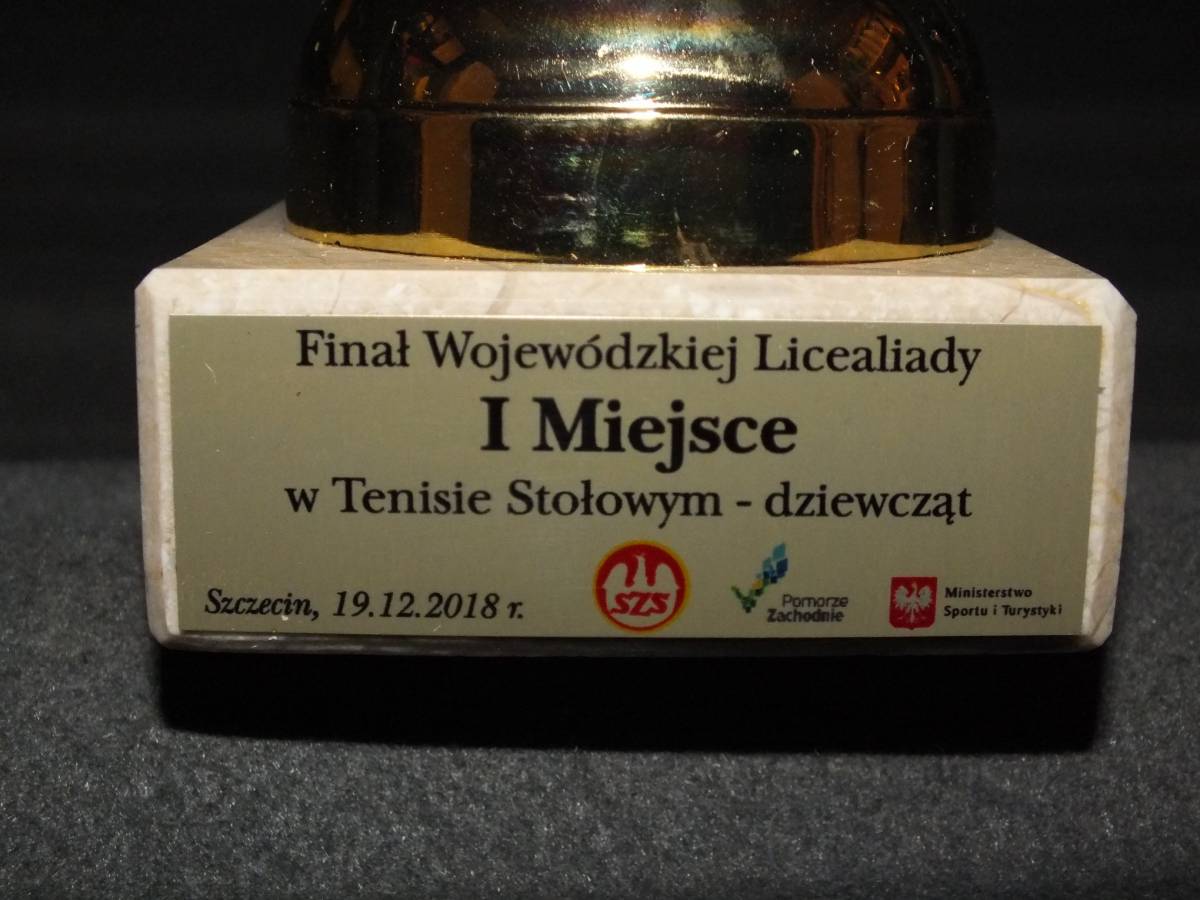 Finał Wojewódzkiej Licealiady
I Miejsce
w Tenisie Stołowym - dziewcząt
Szczecin, 19.12.2018 r.
SZS
Pomorze
Zachodnie
Ministerstwo
Sportu i Turystyki